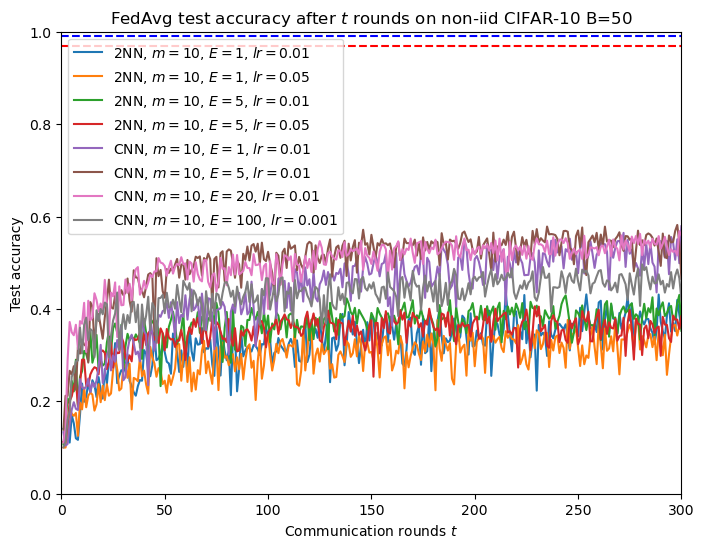 FedAvg test accuracy after t rounds on non-iid CIFAR-10 B=50
Test accuracy
1.0
0.8
0.6
0.4
0.2
0.0
2NN, m = 10, E = 1, lr = 0.01
2NN, m = 10, E = 1, lr = 0.05
2NN, m = 10, E = 5, lr = 0.01
2NN, m = 10, E = 5, lr = 0.05
CNN, m = 10, E = 1, lr = 0.01
CNN, m = 10, E = 5, lr = 0.01
CNN, m = 10, E = 20, lr = 0.01
CNN, m = 10, E = 100, lr = 0.001
0 50 100 150 200 250 300
Communication rounds t